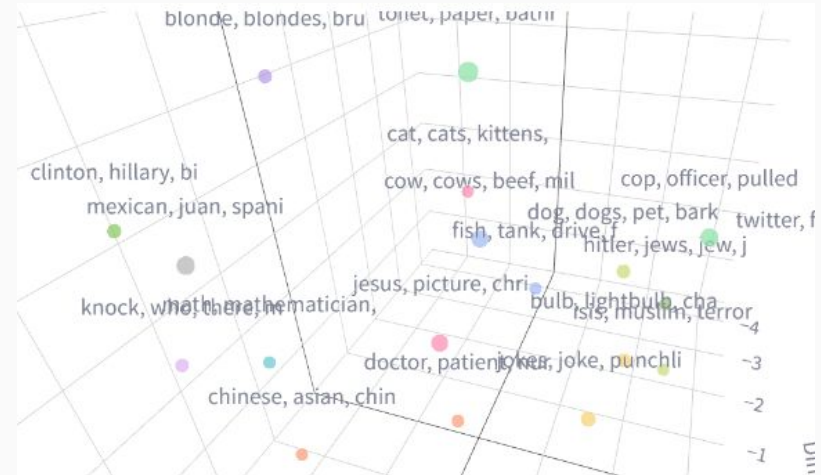 blonde, blondes, bru
toilet, paper, bathr
cat, cats, kittens,
clinton, hillary, bi
cow, cows, beef, mil
cop, officer, pulled
mexican, juan, spani
dog, dogs, pet, bark
twitter, f
fish, tank, drive, f
hitler, jews, jew, j
jesus, picture, chri
knock, who, there, m
math, mathematician,
bulb, lightbulb, cha
isis, muslim, terror
−4
doctor, patient, nur
jokes, joke, punchli
−3
chinese, asian, chin
−2
−1